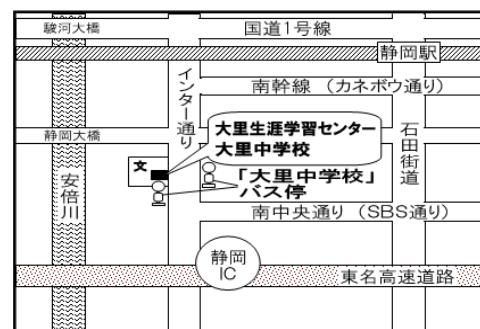 駿河大橋
国道1号線
静岡駅
インター通り
南幹線（カネボウ通り）
静岡大橋
大里生涯学習センター
大里中学校
石田街道
文
「大里中学校」
バス停
安倍川
南中央通り（SBS通り）
静岡
IC
東名高速道路